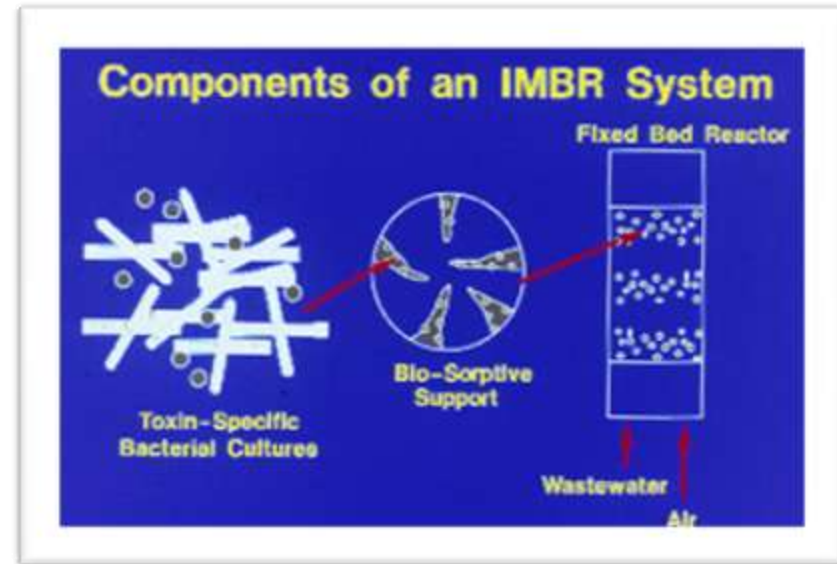 Components of an IMBR System
Fixed Bed Reactor
Bio-Sorptive
Support
Toxin-Specific
Bacterial Cultures
Wastewater
Air